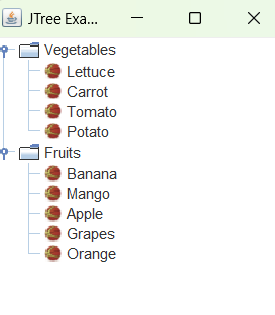 JTree Exa...
Vegetables
Lettuce
Carrot
Tomato
Potato
Fruits
Banana
Mango
Apple
Grapes
Orange